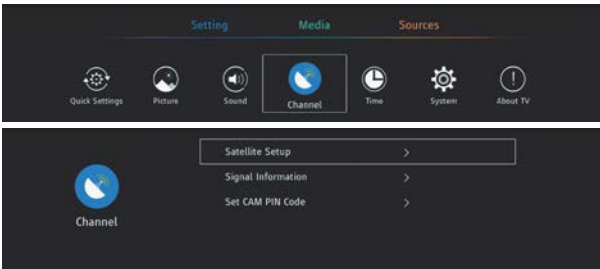 Setting Media Sources
Quick Settings Picture Sound Channel Time System About TV
Satellite Setup
Signal Information
Set CAM PIN Code
Channel